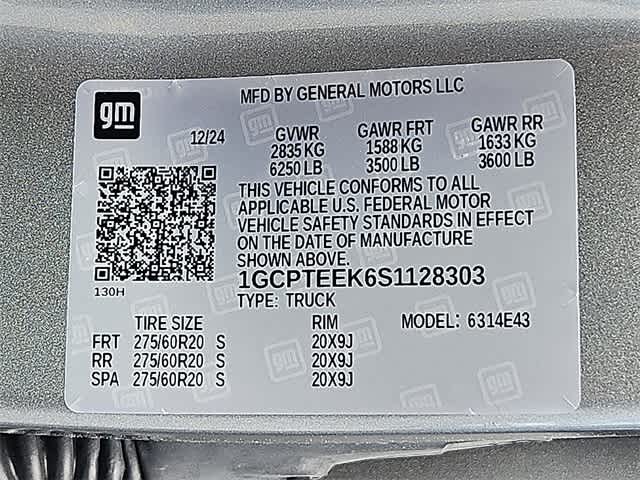 MFD BY GENERAL MOTORS LLC
gm
12/24 GVWR GAWR FRT GAWR RR
2835 KG 1588 KG 1633 KG
6250 LB 3500 LB 3600 LB
THIS VEHICLE CONFORMS TO ALL
APPLICABLE U.S. FEDERAL MOTOR
VEHICLE SAFETY STANDARDS IN EFFECT
ON THE DATE OF MANUFACTURE
SHOWN ABOVE.
130H
1GCPTEEK6S1128303
TYPE: TRUCK
TIRE SIZE RIM MODEL: 6314E43
FRT 275/60R20 S 20X9J
RR 275/60R20 S 20X9J
SPA 275/60R20 S 20X9J